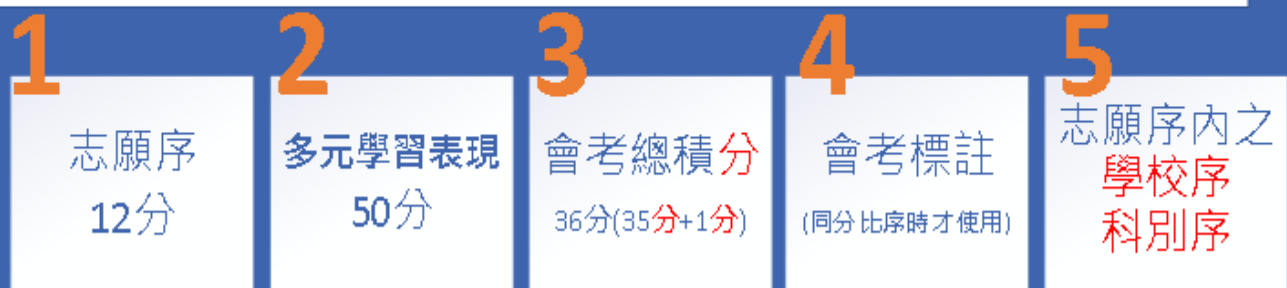 1
志願序
12分
2
多元學習表現
50分
3
會考總積分
36分(35分+1分)
4
會考標註
(同分比序時才使用)
5
志願序內之
學校序
科別序